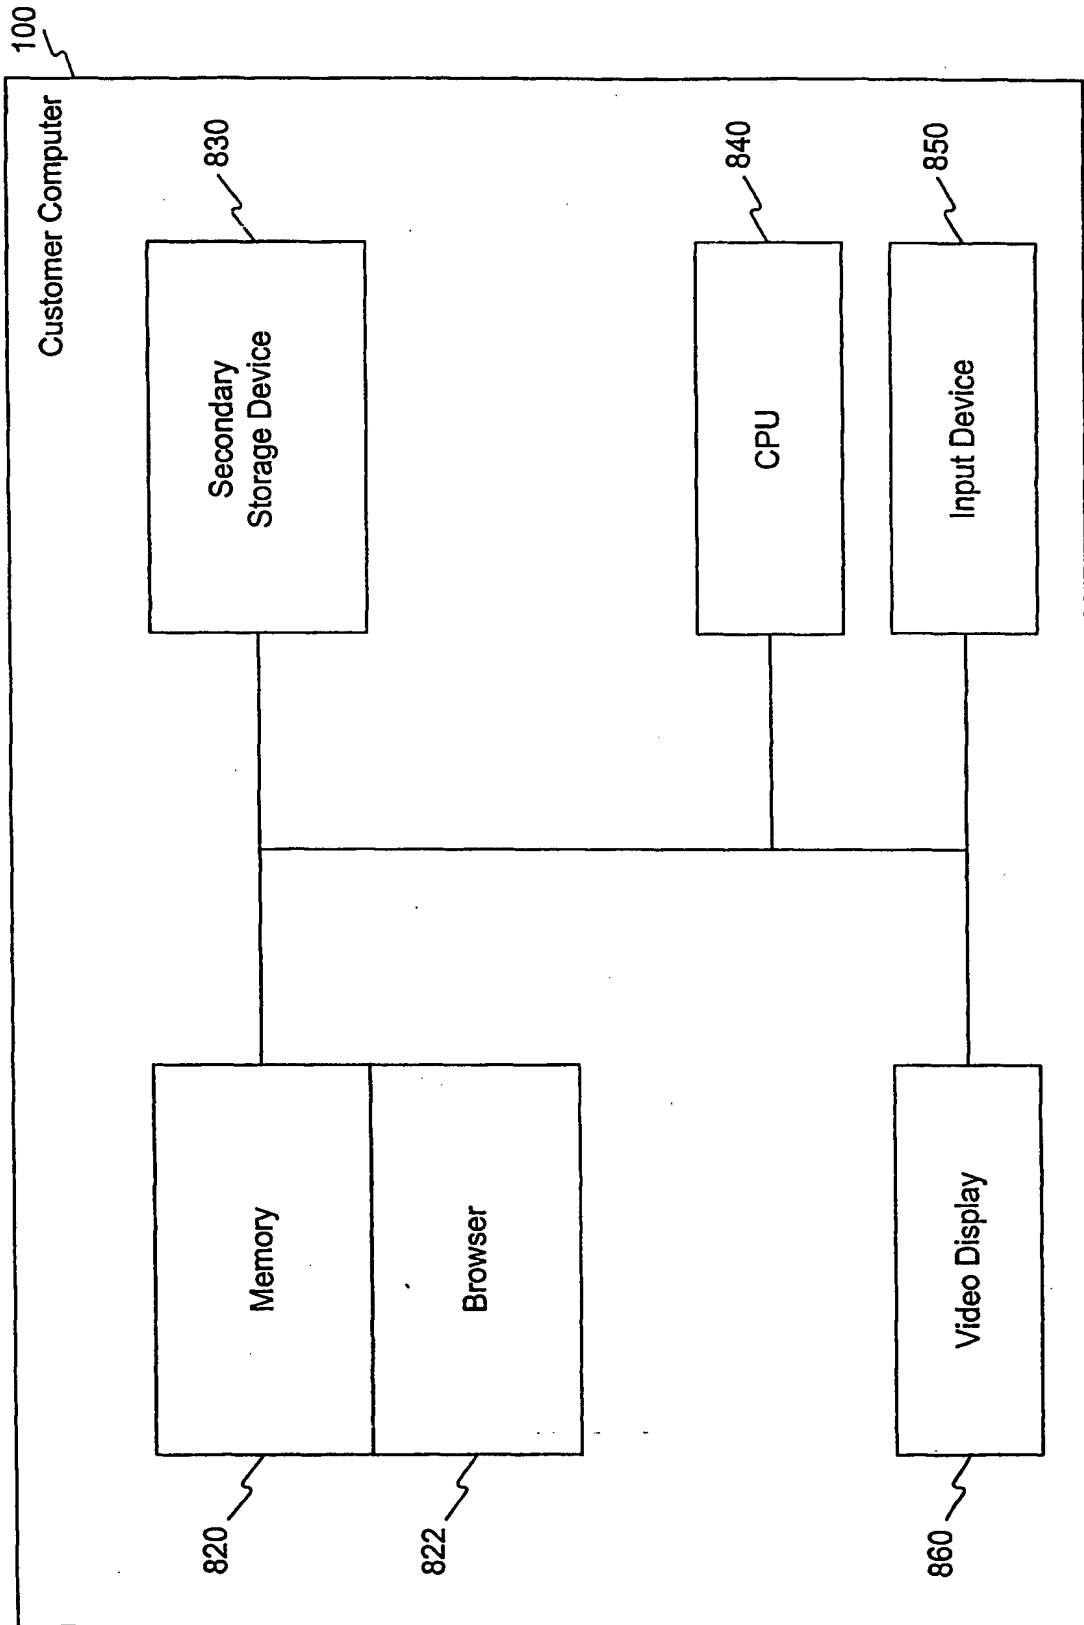 Customer Computer
100
820
Memory
Secondary
Storage Device
830
822
Browser
CPU
840
860
Video Display
Input Device
850